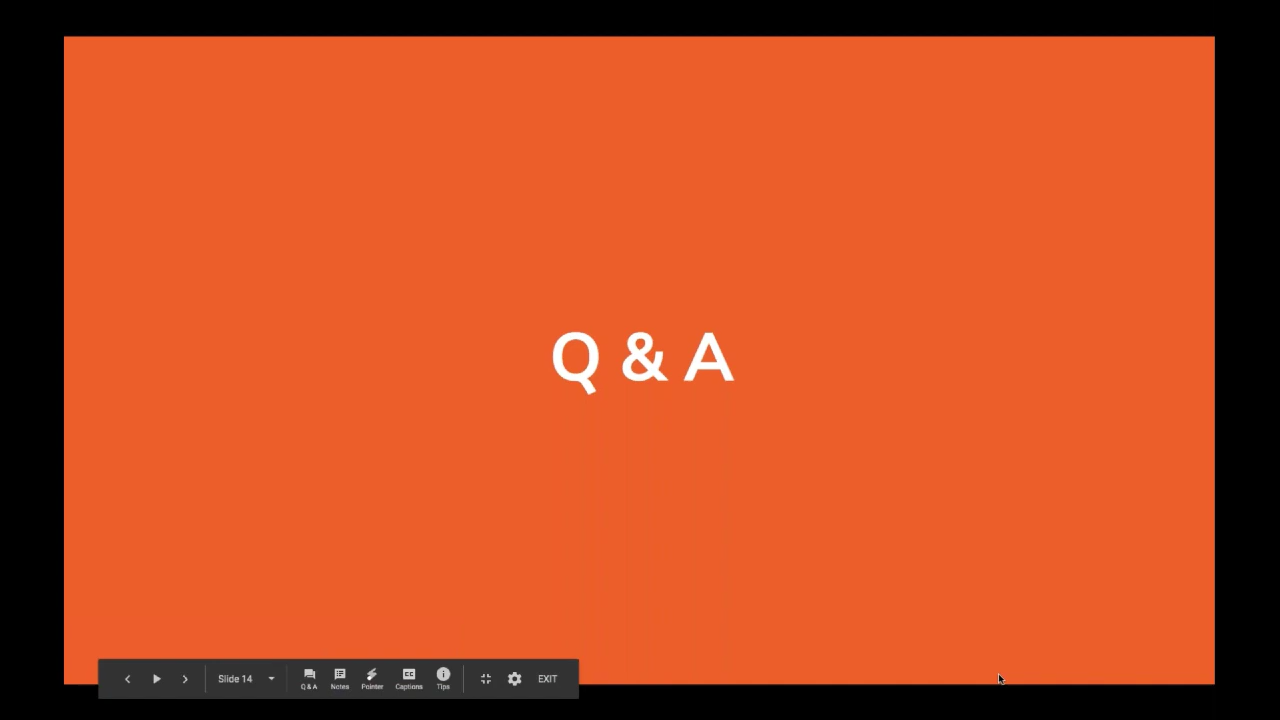 Q & A
Slide 14
Q & A
Notes
Pointer
Captions
Tips
EXIT